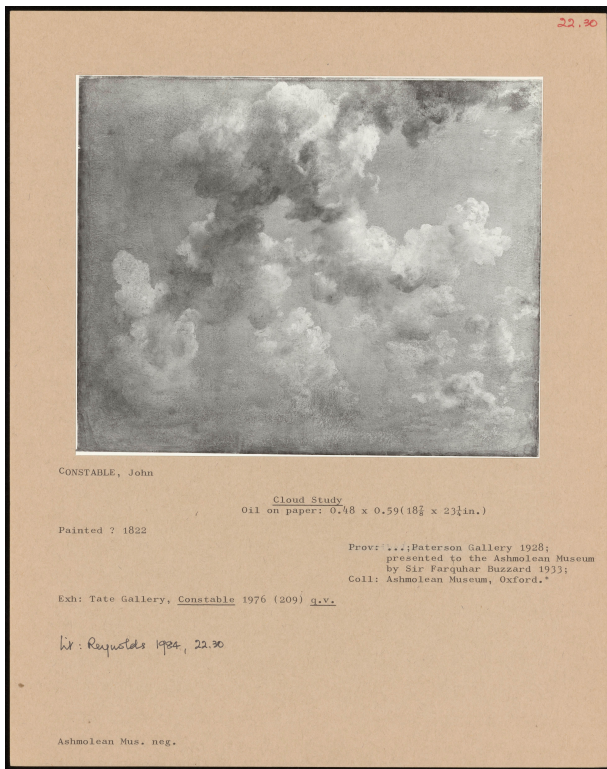 22.30
CONSTABLE, John
Cloud Study
Oil on paper: 0.48 x 0.59(18⅞ x 23¼in.)
Painted ? 1822
Prov: ...;Paterson Gallery 1928;
presented to the Ashmolean Museum
by Sir Farquhar Buzzard 1933;
Coll: Ashmolean Museum, Oxford.*
Exh: Tate Gallery, Constable 1976 (209) q.v.
Lit: Reynolds 1984, 22.30
Ashmolean Mus. neg.